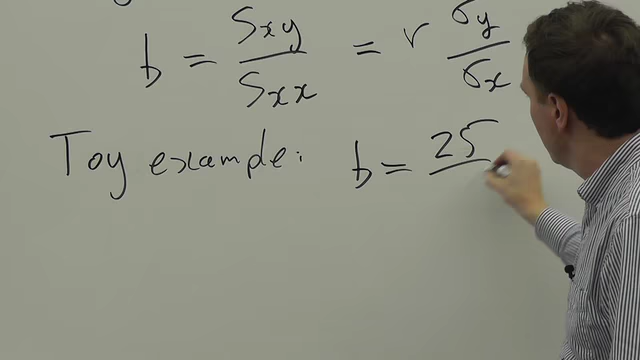 b = Sxy / Sxx = r σy / σx
Toy example: b = 25